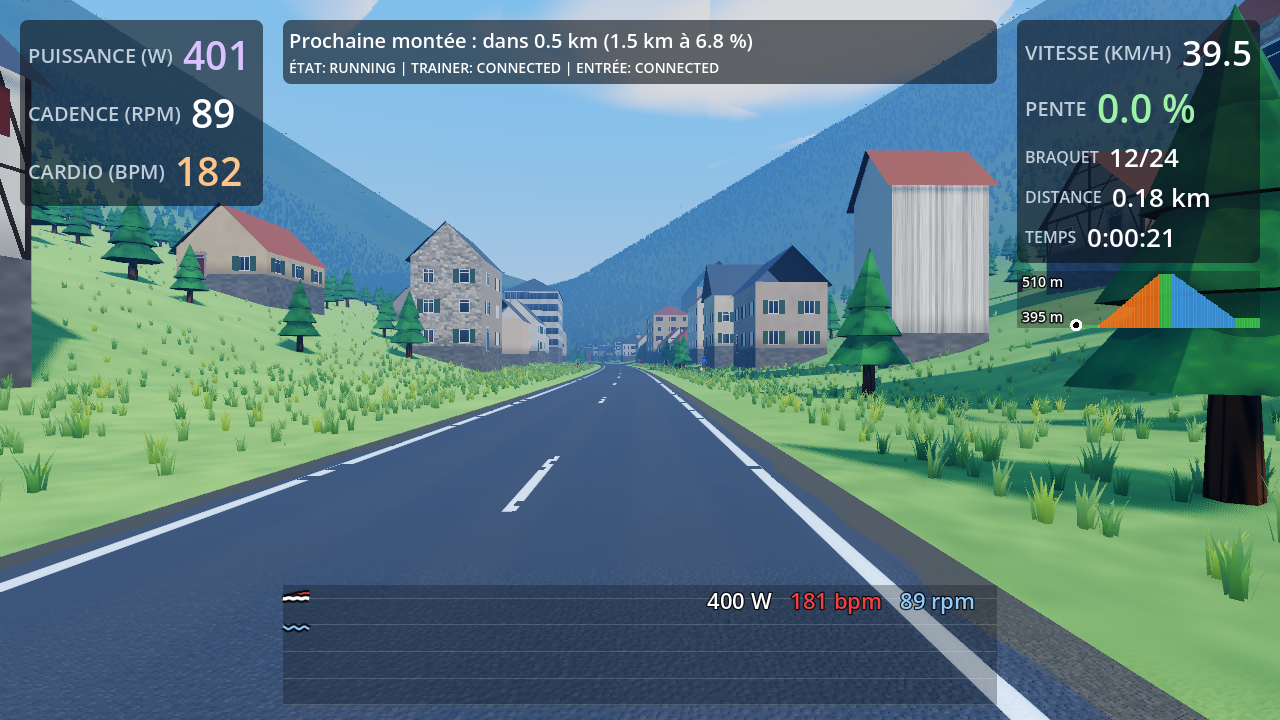 PUISSANCE (W) 401
CADENCE (RPM) 89
CARDIO (BPM) 182
Prochaine montée : dans 0.5 km (1.5 km à 6.8 %)
ÉTAT: RUNNING | TRAINER: CONNECTED | ENTRÉE: CONNECTED
VITESSE (KM/H) 39.5
PENTE 0.0 %
BRAQUET 12/24
DISTANCE 0.18 km
TEMPS 0:00:21
510 m
395 m
400 W 181 bpm 89 rpm